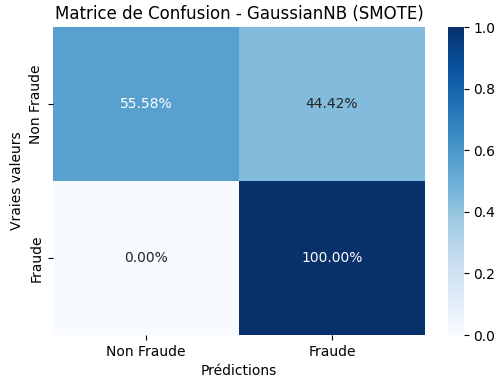 Matrice de Confusion - GaussianNB (SMOTE)
Vraies valeurs
Non Fraude
Fraude
55.58%
44.42%
0.00%
100.00%
Non Fraude
Fraude
Prédictions
1.0
0.8
0.6
0.4
0.2
0.0